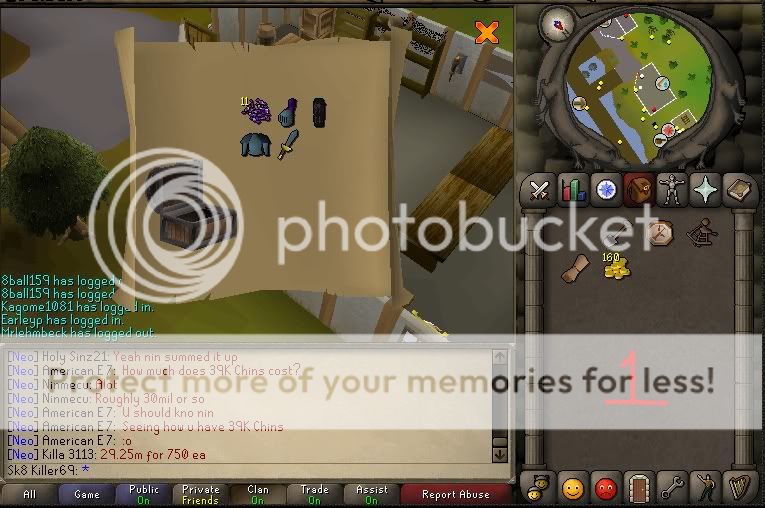 11
160
photobucket
8ball159 has logged
8ball159 has logged
Kagome1081 has logged in.
Earleyp has logged in.
Mrlehmbeck has logged out.
[Neo] Holy Sinz21: Yeah nin summed it up
[Neo] American E7: How much does 39K Chins cost?
[Neo] Ninmecu: Alot
[Neo] Ninmecu: Roughly 30mil or so
[Neo] American E7: U should kno nin
[Neo] American E7: Seeing how u have 39K Chins
[Neo] American E7: :o
[Neo] Killa 3113: 29.25m for 750 ea
Sk8 Killer69: *
Protect more of your memories for less!
1
All Game Public On Private Friends Clan On Trade On Assist On Report Abuse